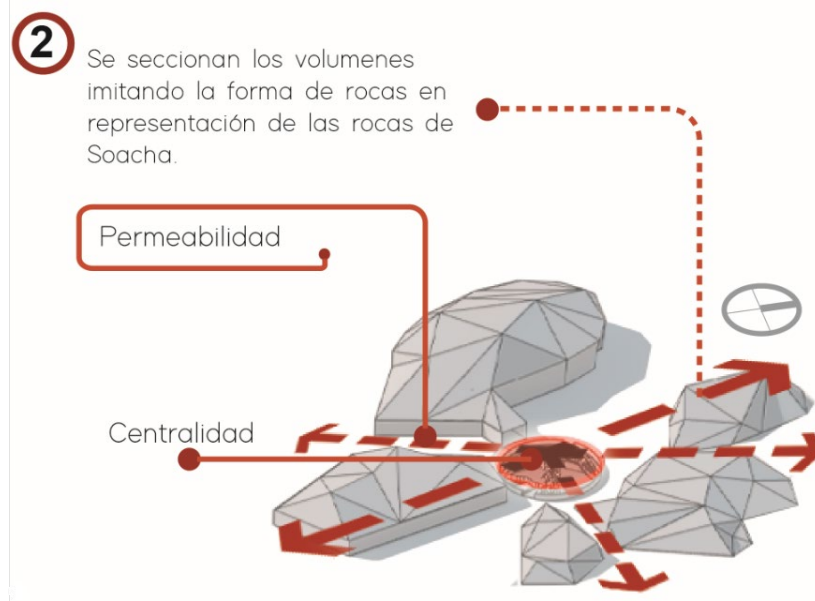 2
Se seccionan los volumenes
imitando la forma de rocas en
representación de las rocas de
Soacha.
Permeabilidad
Centralidad